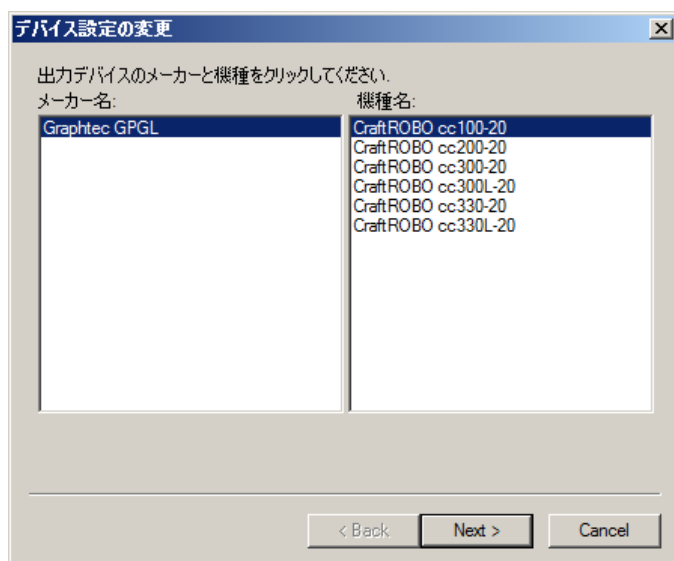 デバイス設定の変更
出力デバイスのメーカーと機種をクリックしてください.
メーカー名:
機種名:
Graphtec GPGL
CraftROBO cc100-20
CraftROBO cc200-20
CraftROBO cc300-20
CraftROBO cc300L-20
CraftROBO cc330-20
CraftROBO cc330L-20
< Back
Next >
Cancel